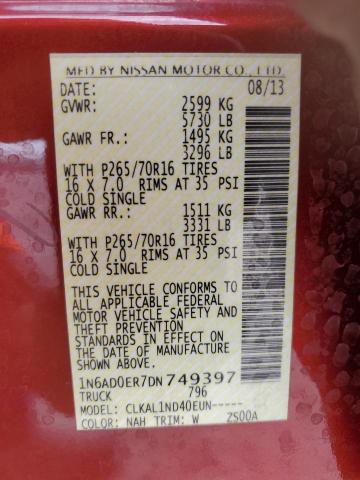 MFD BY NISSAN MOTOR CO., LTD.
DATE: 08/13
GVWR: 2599 KG
5730 LB
GAWR FR.: 1495 KG
3296 LB
WITH P265/70R16 TIRES
16 X 7.0 RIMS AT 35 PSI
COLD SINGLE
GAWR RR.: 1511 KG
3331 LB
WITH P265/70R16 TIRES
16 X 7.0 RIMS AT 35 PSI
COLD SINGLE
THIS VEHICLE CONFORMS TO
ALL APPLICABLE FEDERAL
MOTOR VEHICLE SAFETY AND
AND THEFT PREVENTION
STANDARDS IN EFFECT ON
THE DATE OF MANUFACTURE
SHOWN ABOVE.
1N6AD0ER7DN749397
TRUCK 796
MODEL: CLKAL1ND40EUN-----
COLOR: NAH TRIM: W ZS00A